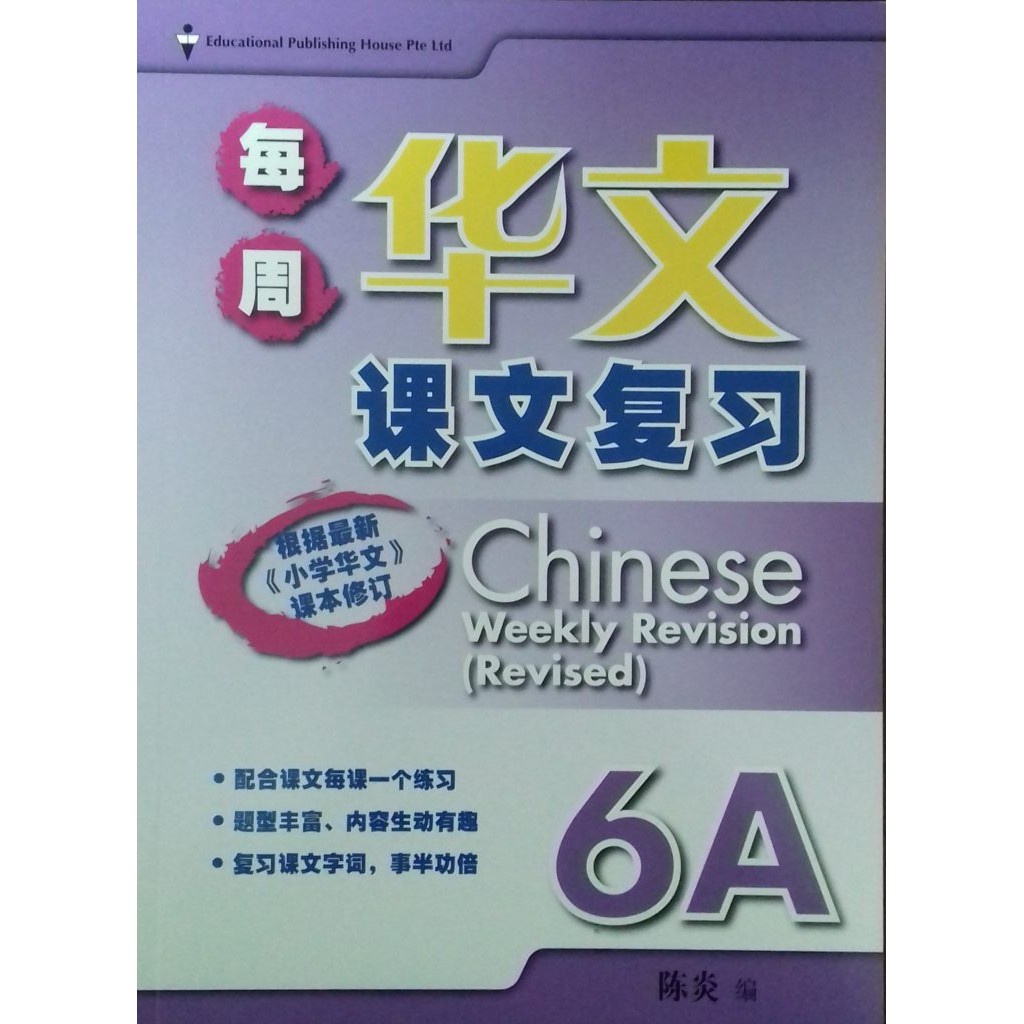 Educational Publishing House Pte Ltd
每周
华文
课文复习
根据最新
《小学华文》
课本修订
Chinese
Weekly Revision
(Revised)
• 配合课文每课一个练习
• 题型丰富、内容生动有趣
• 复习课文字词，事半功倍
6A
陈炎 编